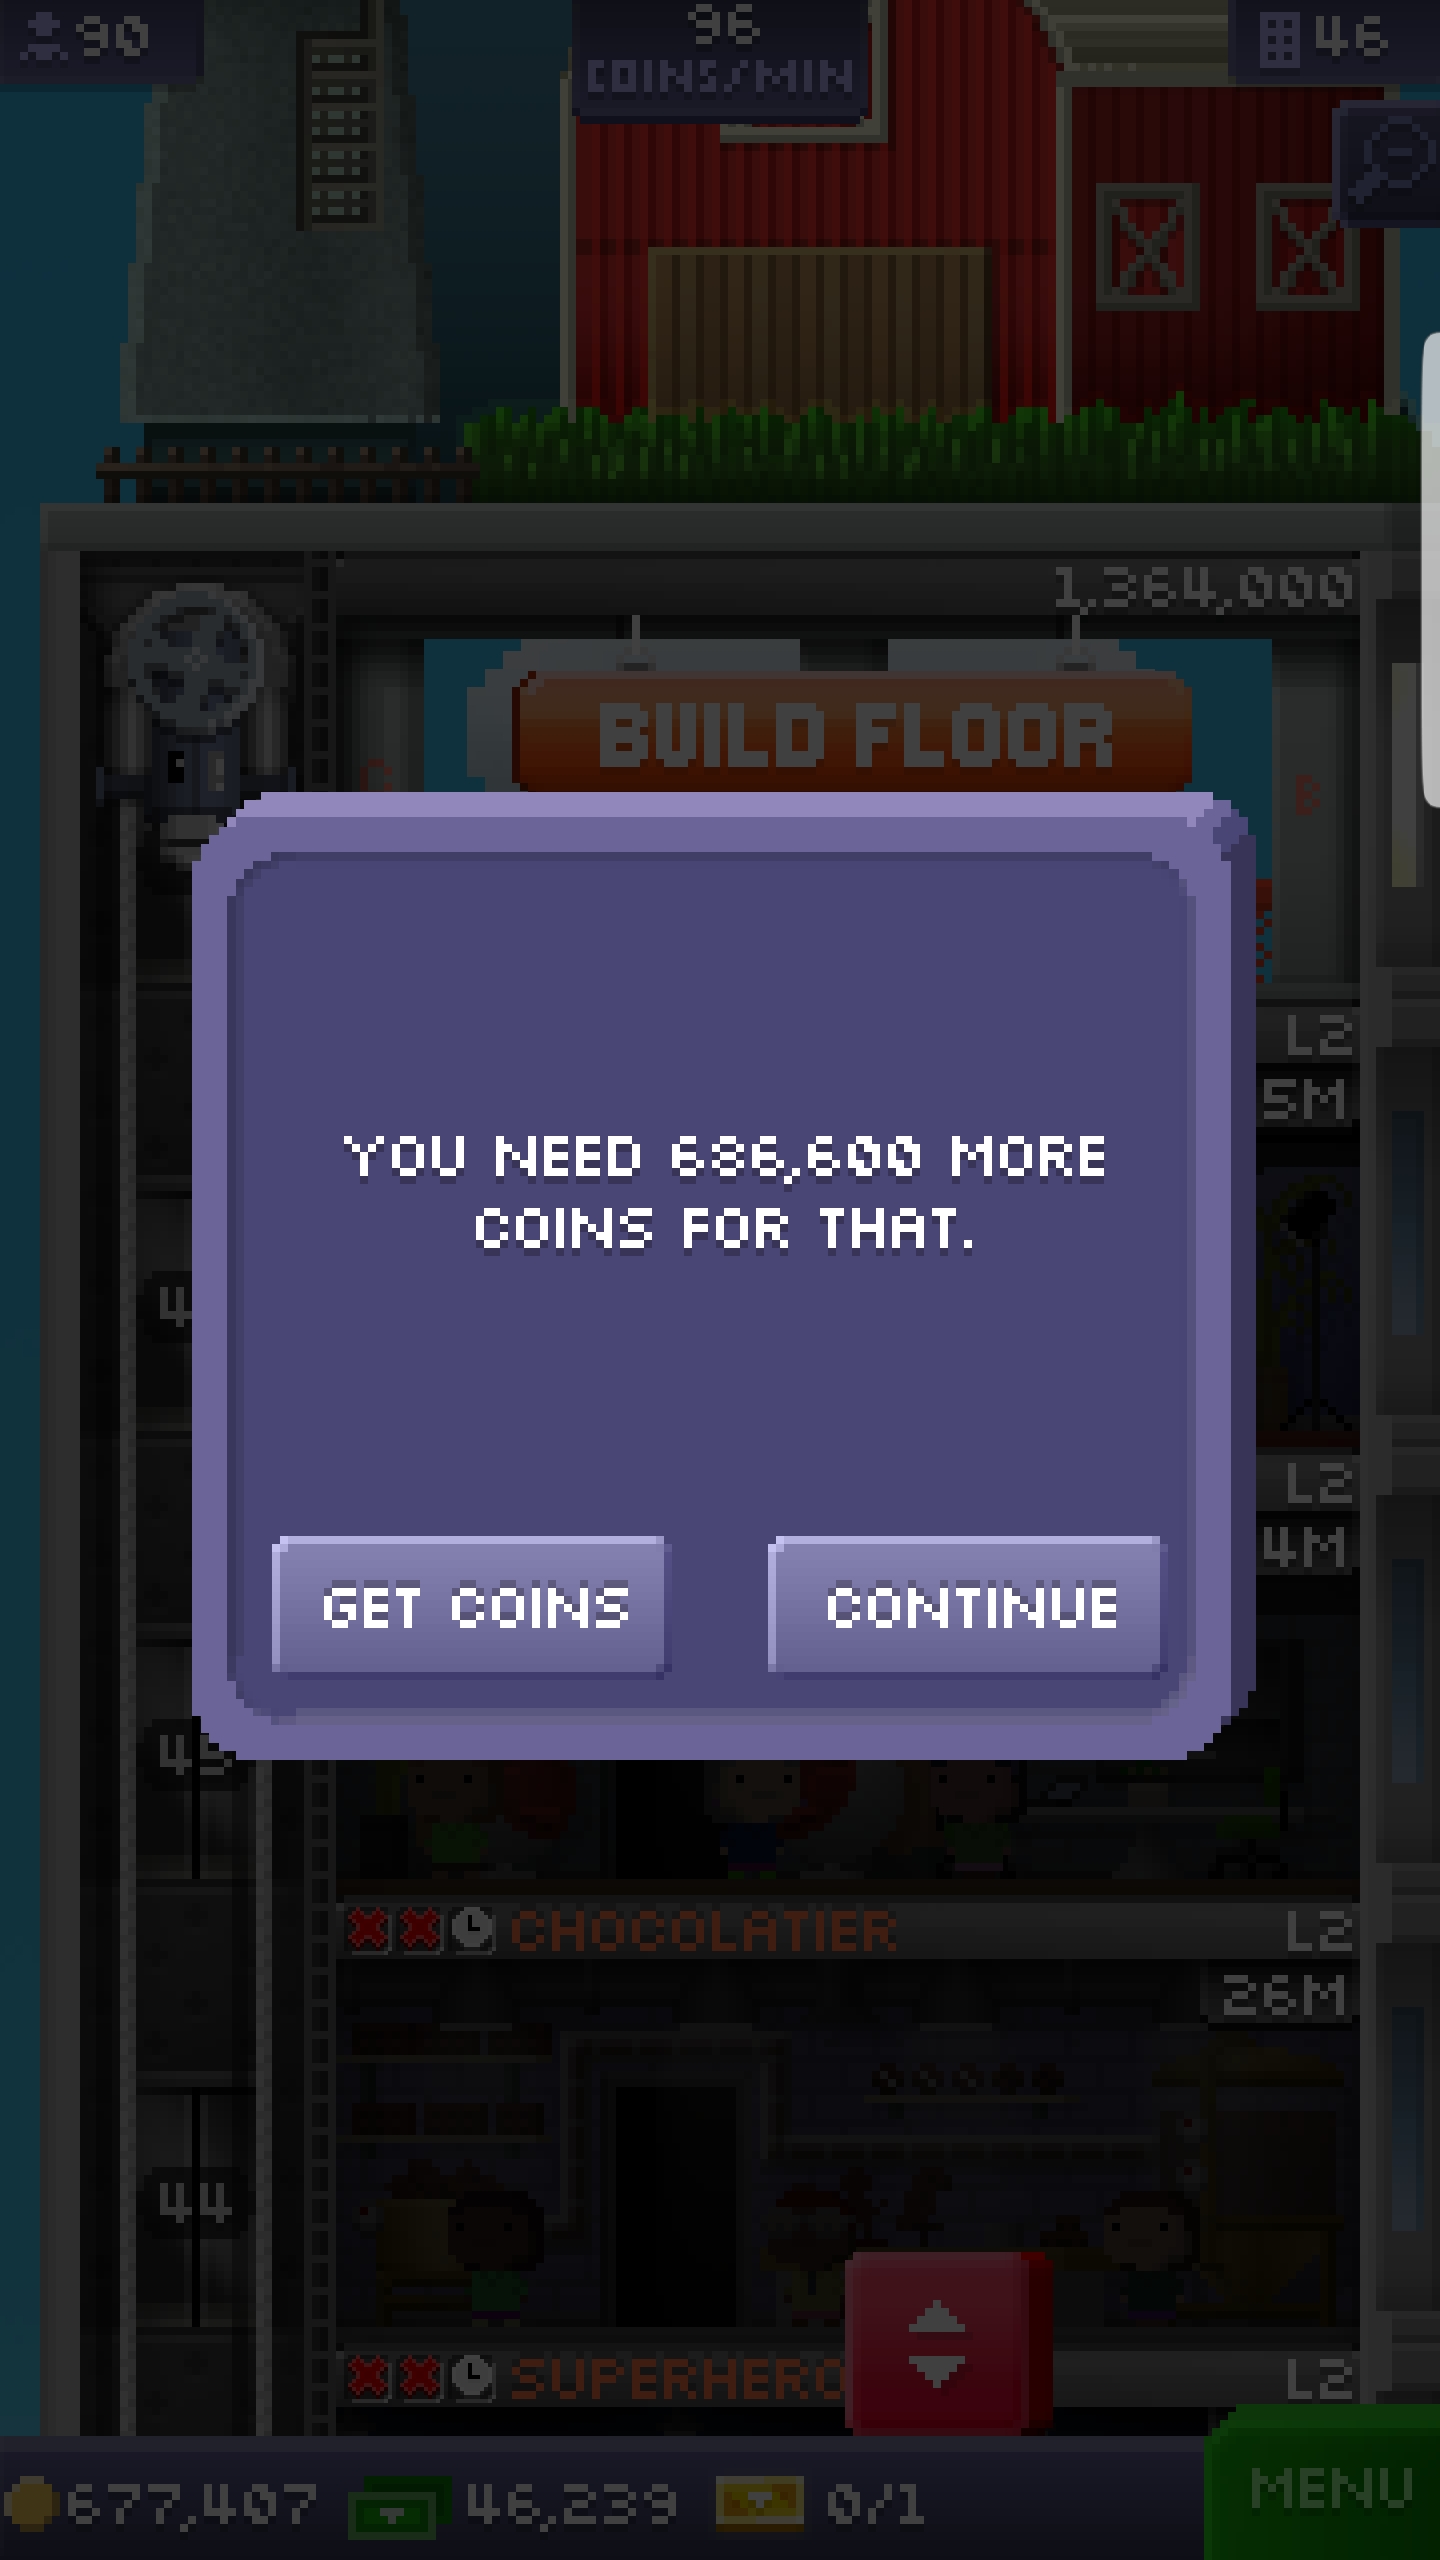 90
96
COINS/MIN
46
1,364,000
BUILD FLOOR
B
L2
5M
YOU NEED 686,600 MORE
COINS FOR THAT.
L2
4M
GET COINS
CONTINUE
45
CHOCOLATIER
L2
26M
44
SUPERHERO
L2
677,407
46,239
0/1
MENU